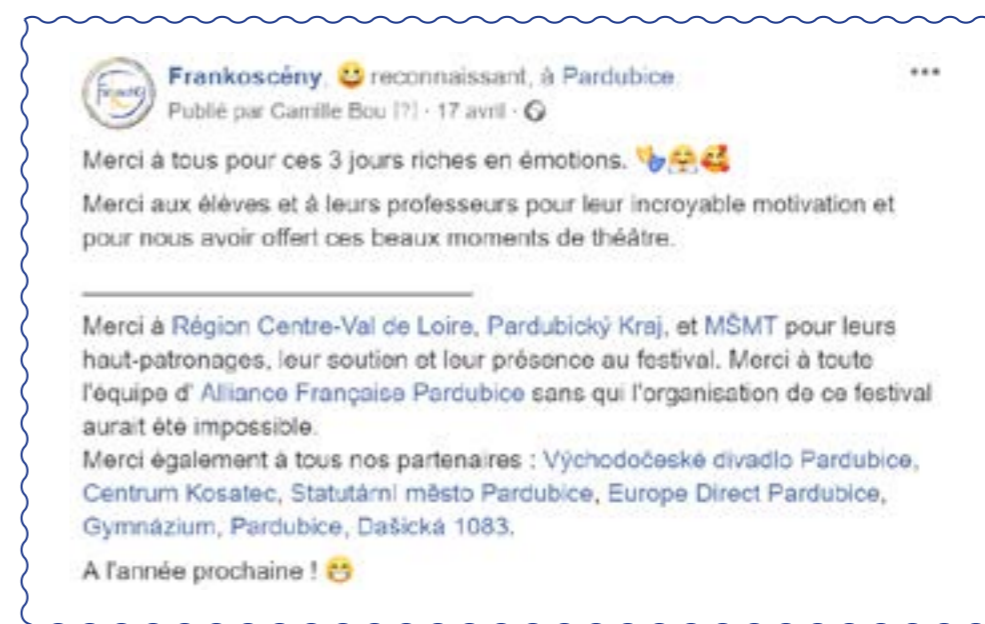 Frankoscény, 😀 reconnaissant, à Pardubice.
Publié par Camille Bou [?] · 17 avril ·
Merci à tous pour ces 3 jours riches en émotions.
Merci aux élèves et à leurs professeurs pour leur incroyable motivation et
pour nous avoir offert ces beaux moments de théâtre.
Merci à Région Centre-Val de Loire, Pardubický Kraj, et MŠMT pour leurs
haut-patronages, leur soutien et leur présence au festival. Merci à toute
l'équipe d' Alliance Française Pardubice sans qui l'organisation de ce festival
aurait été impossible.
Merci également à tous nos partenaires : Východočeské divadlo Pardubice,
Centrum Kosatec, Statutární město Pardubice, Europe Direct Pardubice,
Gymnázium, Pardubice, Dašická 1083.
A l'année prochaine ! 😁